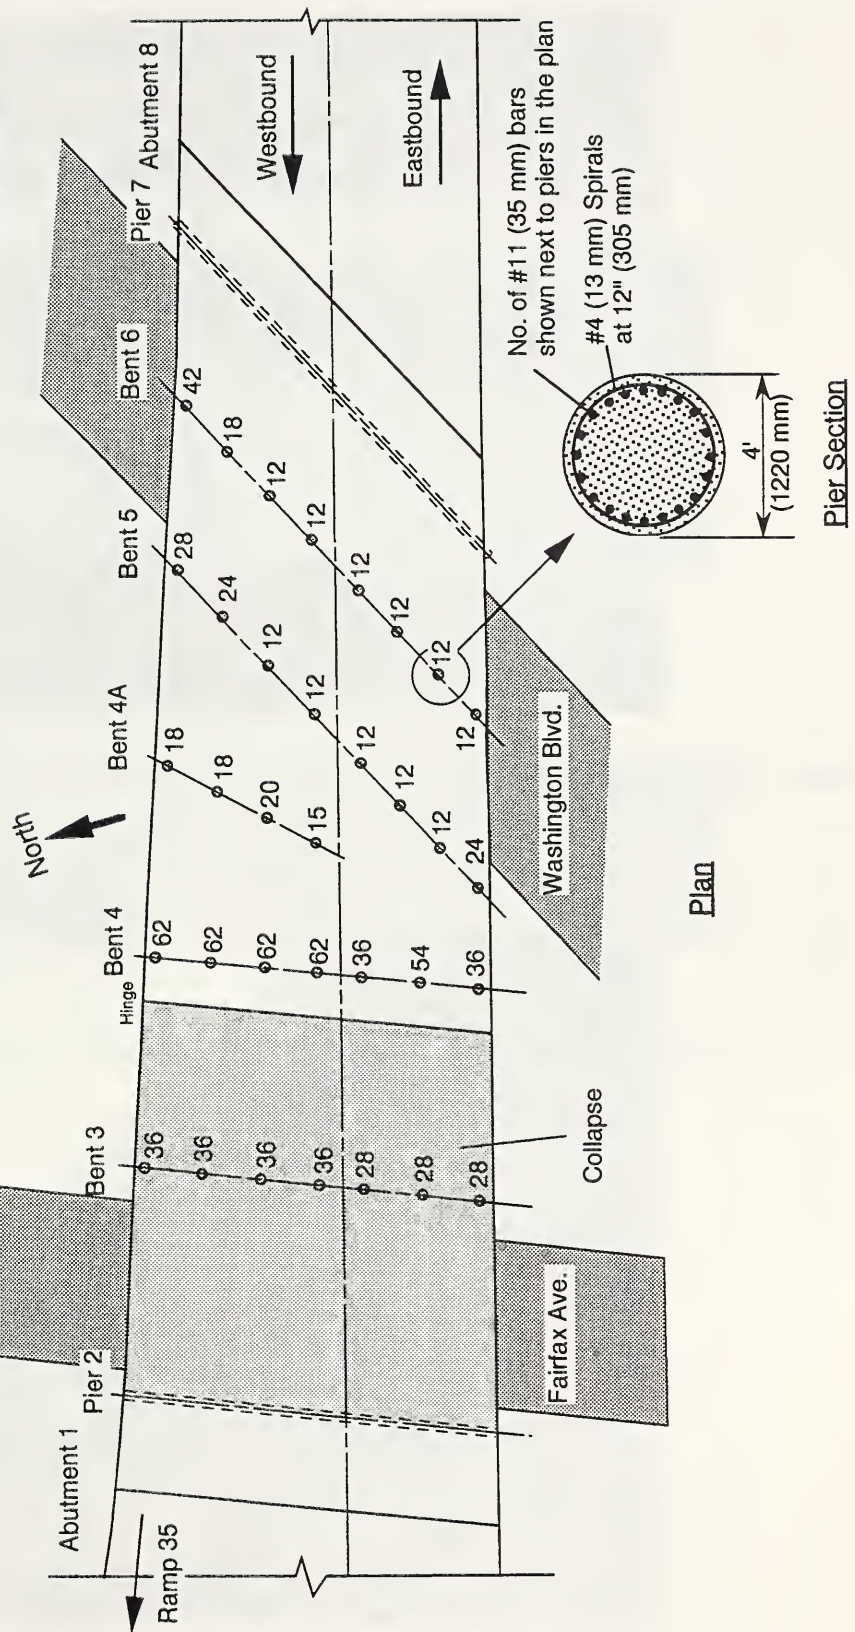 Abutment 1
Pier 2
Bent 3
Hinge
Bent 4
Bent 4A
Bent 5
Bent 6
Pier 7
Abutment 8
North
Ramp 35
Westbound
Eastbound
36
36
36
36
28
28
28
62
62
62
62
36
54
36
18
18
20
15
28
24
12
12
12
12
12
24
42
18
12
12
12
12
12
12
Fairfax Ave.
Collapse
Washington Blvd.
No. of #11 (35 mm) bars
shown next to piers in the plan
#4 (13 mm) Spirals
at 12" (305 mm)
4'
(1220 mm)
Pier Section
Plan